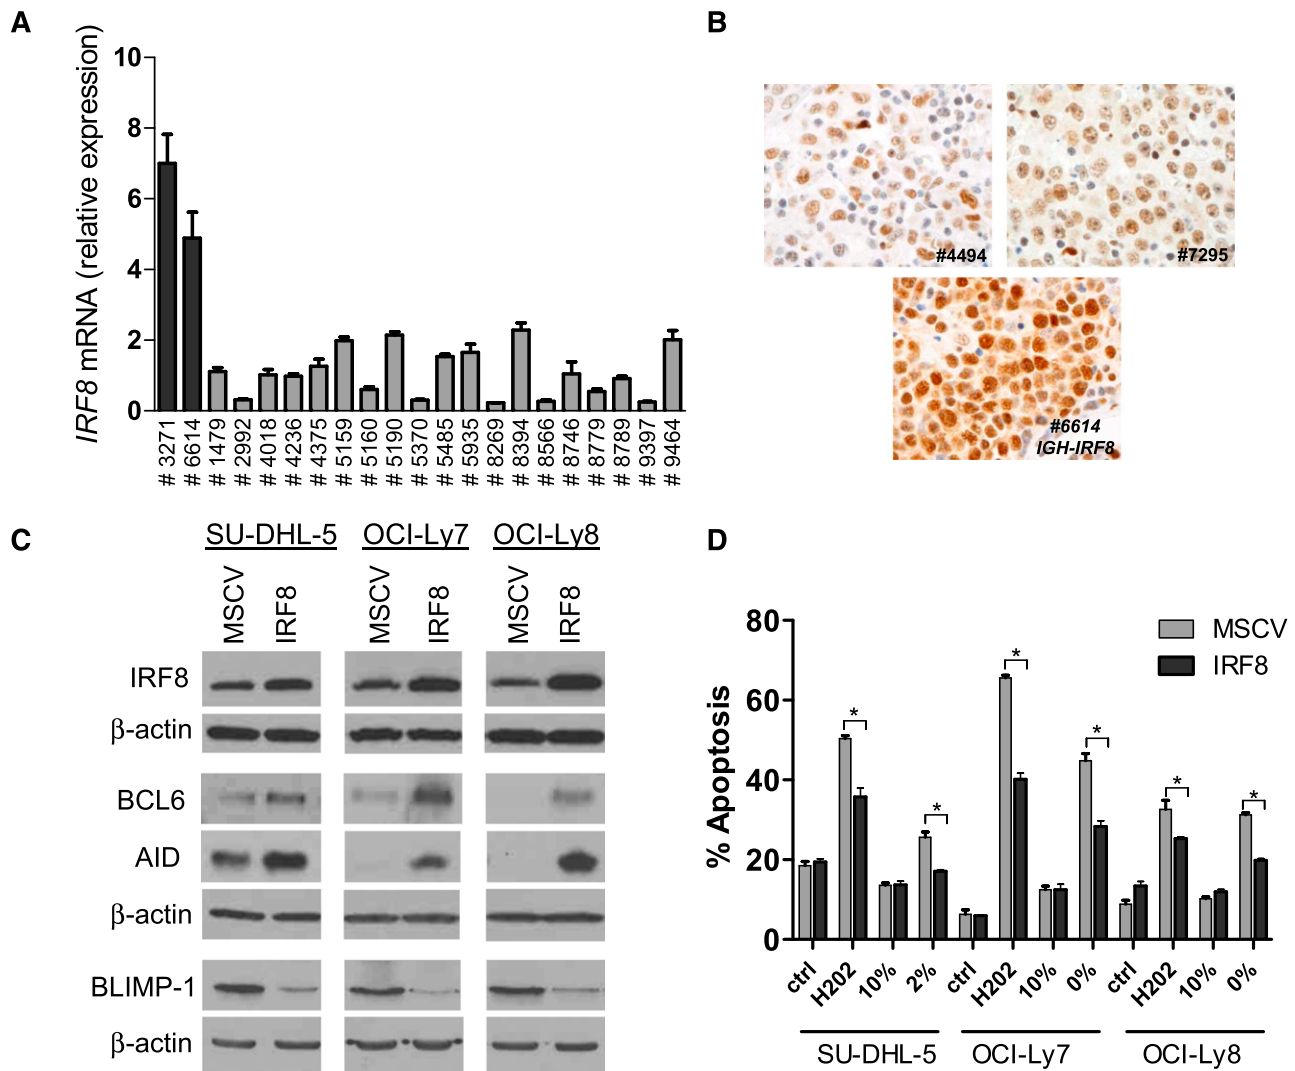 A
IRF8 mRNA (relative expression)
10
8
6
4
2
0
# 3271
# 6614
# 1479
# 2992
# 4018
# 4236
# 4375
# 5159
# 5160
# 5190
# 5370
# 5485
# 5935
# 8269
# 8394
# 8566
# 8746
# 8779
# 8789
# 9397
# 9464
B
#4494
#7295
#6614
IGH-IRF8
C
SU-DHL-5 OCI-Ly7 OCI-Ly8
MSCV IRF8 MSCV IRF8 MSCV IRF8
IRF8
β-actin
BCL6
AID
β-actin
BLIMP-1
β-actin
D
% Apoptosis
80
60
40
20
0
MSCV
IRF8
* * * * * *
ctrl H202 10% 2% ctrl H202 10% 0% ctrl H202 10% 0%
SU-DHL-5 OCI-Ly7 OCI-Ly8